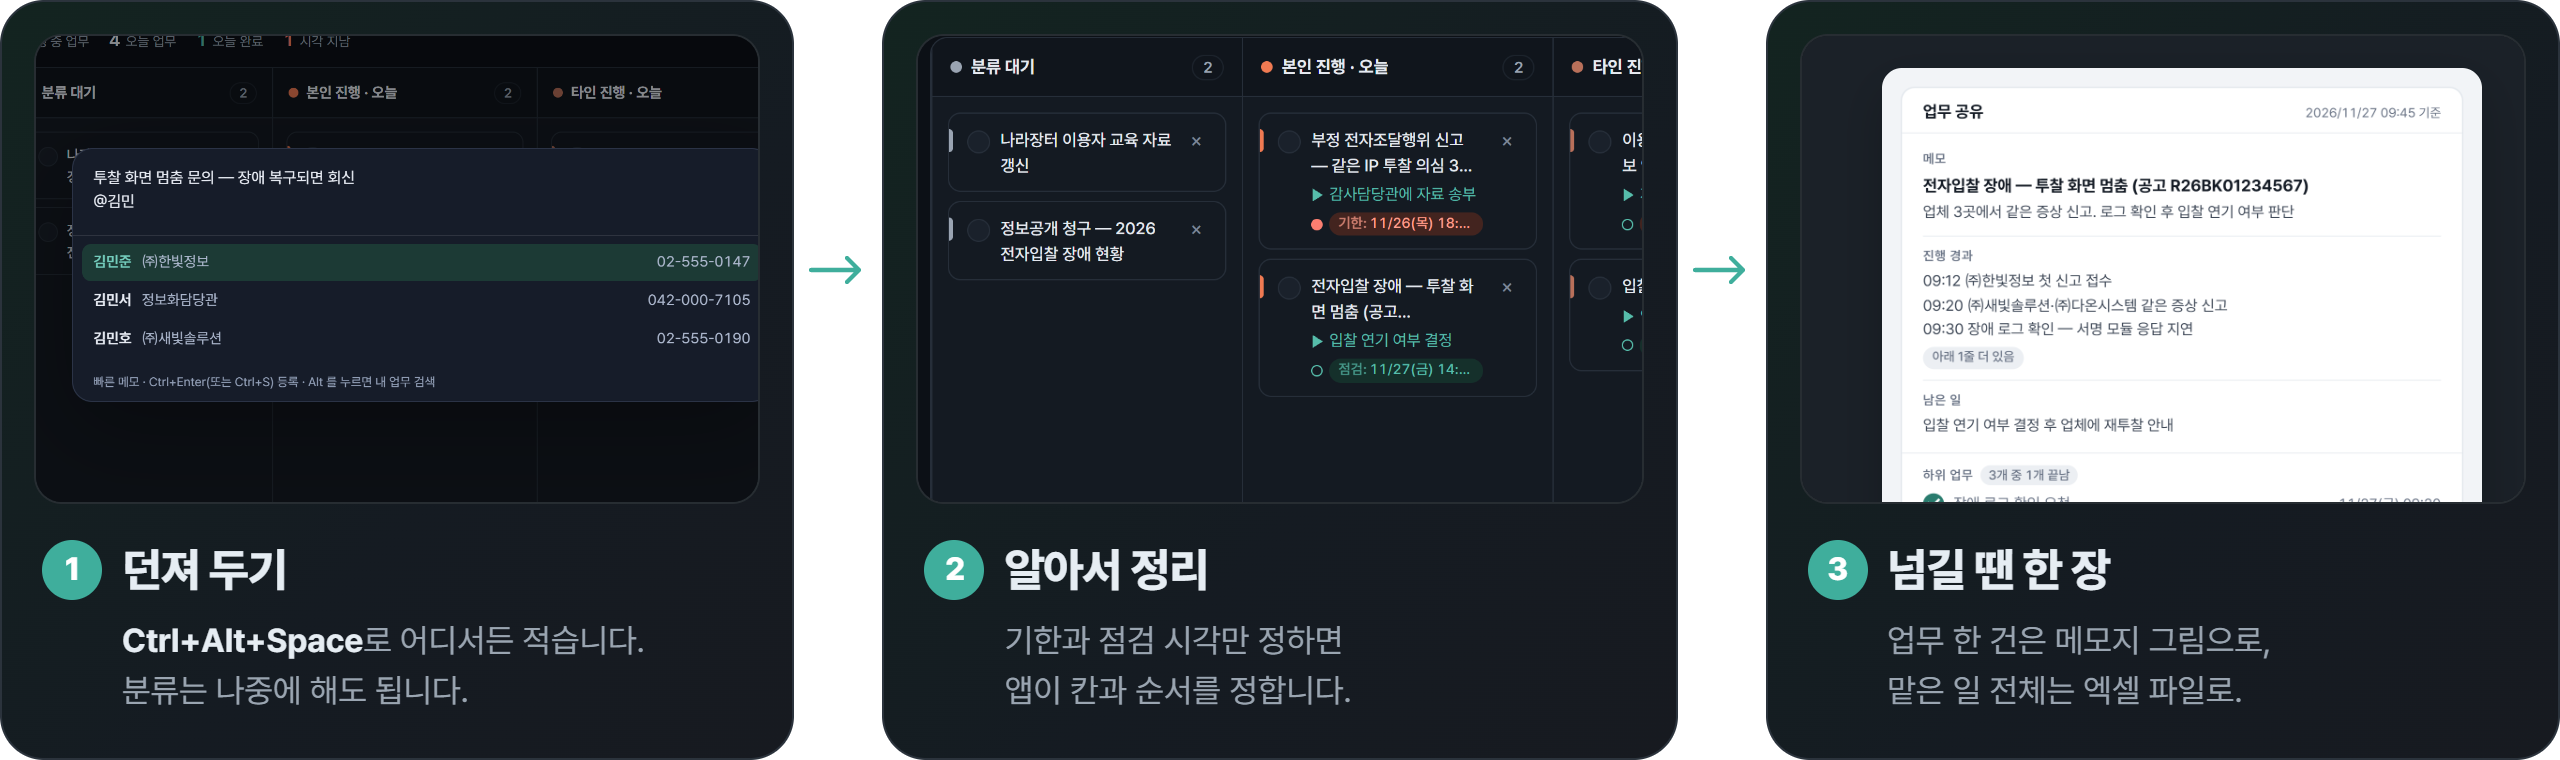 중 업무 4 오늘 업무 1 오늘 완료 1 시각 지남
분류 대기 2
본인 진행 · 오늘 2
타인 진행 · 오늘
투찰 화면 멈춤 문의 — 장애 복구되면 회신
@김민
김민준 ㈜한빛정보 02-555-0147
김민서 정보화담당관 042-000-7105
김민호 ㈜새빛솔루션 02-555-0190
빠른 메모 · Ctrl+Enter(또는 Ctrl+S) 등록 · Alt 를 누르면 내 업무 검색
1 던져 두기
Ctrl+Alt+Space로 어디서든 적습니다.
분류는 나중에 해도 됩니다.
분류 대기 2
나라장터 이용자 교육 자료
갱신
정보공개 청구 — 2026
전자입찰 장애 현황
본인 진행 · 오늘 2
부정 전자조달행위 신고
— 같은 IP 투찰 의심 3...
▶ 감사담당관에 자료 송부
기한: 11/26(목) 18:...
전자입찰 장애 — 투찰 화
면 멈춤 (공고...
▶ 입찰 연기 여부 결정
점검: 11/27(금) 14:...
타인 진
보
2 알아서 정리
기한과 점검 시각만 정하면
앱이 칸과 순서를 정합니다.
업무 공유 2026/11/27 09:45 기준
메모
전자입찰 장애 — 투찰 화면 멈춤 (공고 R26BK01234567)
업체 3곳에서 같은 증상 신고. 로그 확인 후 입찰 연기 여부 판단
진행 경과
09:12 ㈜한빛정보 첫 신고 접수
09:20 ㈜새빛솔루션·㈜다온시스템 같은 증상 신고
09:30 장애 로그 확인 — 서명 모듈 응답 지연
아래 1줄 더 있음
남은 일
입찰 연기 여부 결정 후 업체에 재투찰 안내
하위 업무 3개 중 1개 끝남
3 넘길 땐 한 장
업무 한 건은 메모지 그림으로,
맡은 일 전체는 엑셀 파일로.